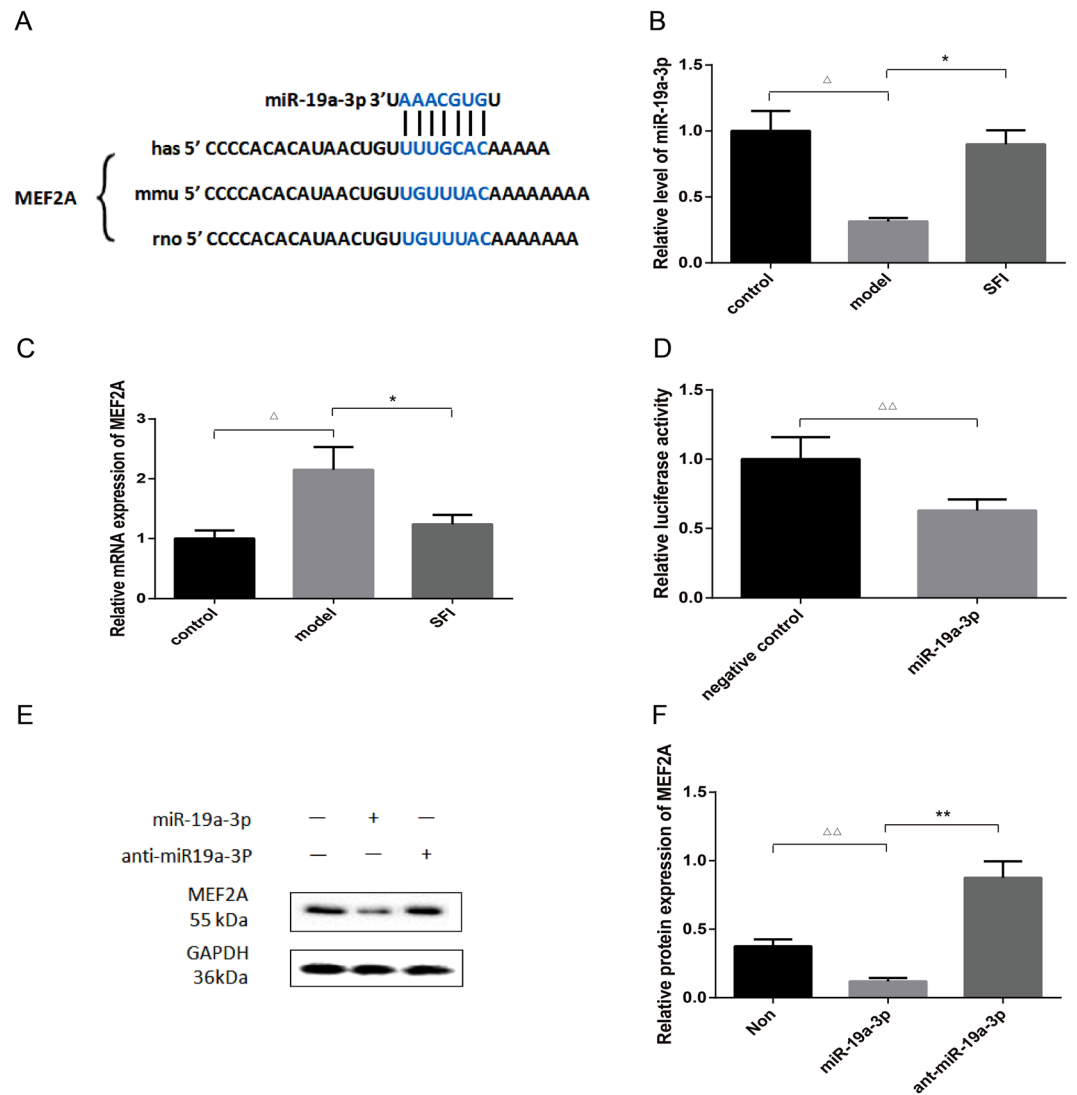 A
miR-19a-3p 3'UAAACGUGU
has 5' CCCCACACAUAACUGUUUUGCACAAAAA
MEF2A
mmu 5' CCCCACACAUAACUGUUGUUUACAAAAAAAA
rno 5' CCCCACACAUAACUGUUGUUUACAAAAAAA
B
Relative level of miR-19a-3p
1.5
1.0
0.5
0.0
△
*
control
model
SFI
C
Relative mRNA expression of MEF2A
3
2
1
0
△
*
control
model
SFI
D
Relative luciferase activity
1.5
1.0
0.5
0.0
△△
negative control
miR-19a-3p
E
miR-19a-3p — + —
anti-miR19a-3P — — +
MEF2A
55 kDa
GAPDH
36kDa
F
Relative protein expression of MEF2A
1.5
1.0
0.5
0.0
△△
**
Non
miR-19a-3p
ant-miR-19a-3p